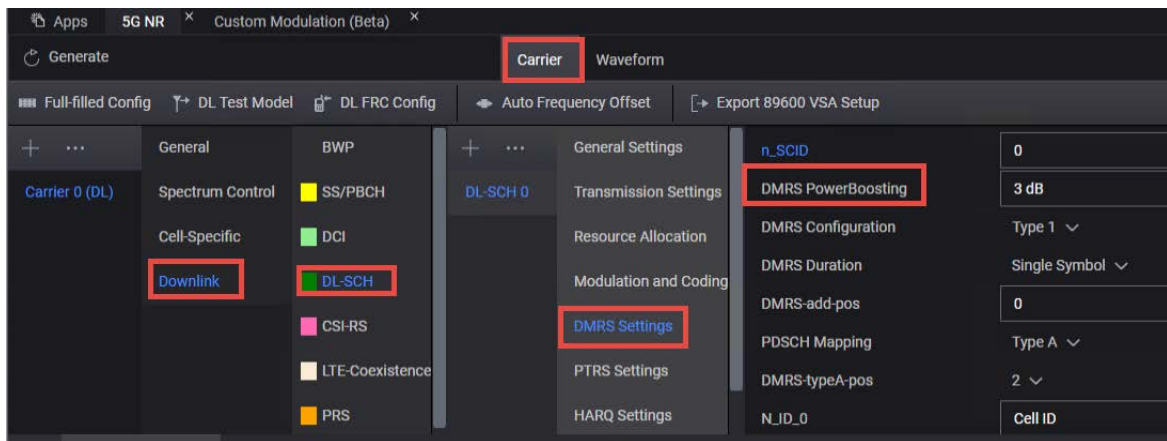 Apps
5G NR
Custom Modulation (Beta)
Generate
Carrier
Waveform
Full-filled Config
DL Test Model
DL FRC Config
Auto Frequency Offset
Export 89600 VSA Setup
Carrier 0 (DL)
General
Spectrum Control
Cell-Specific
Downlink
BWP
SS/PBCH
DCI
DL-SCH
CSI-RS
LTE-Coexistence
PRS
DL-SCH 0
General Settings
Transmission Settings
Resource Allocation
Modulation and Coding
DMRS Settings
PTRS Settings
HARQ Settings
n_SCID 0
DMRS PowerBoosting 3 dB
DMRS Configuration Type 1
DMRS Duration Single Symbol
DMRS-add-pos 0
PDSCH Mapping Type A
DMRS-typeA-pos 2
N_ID_0 Cell ID